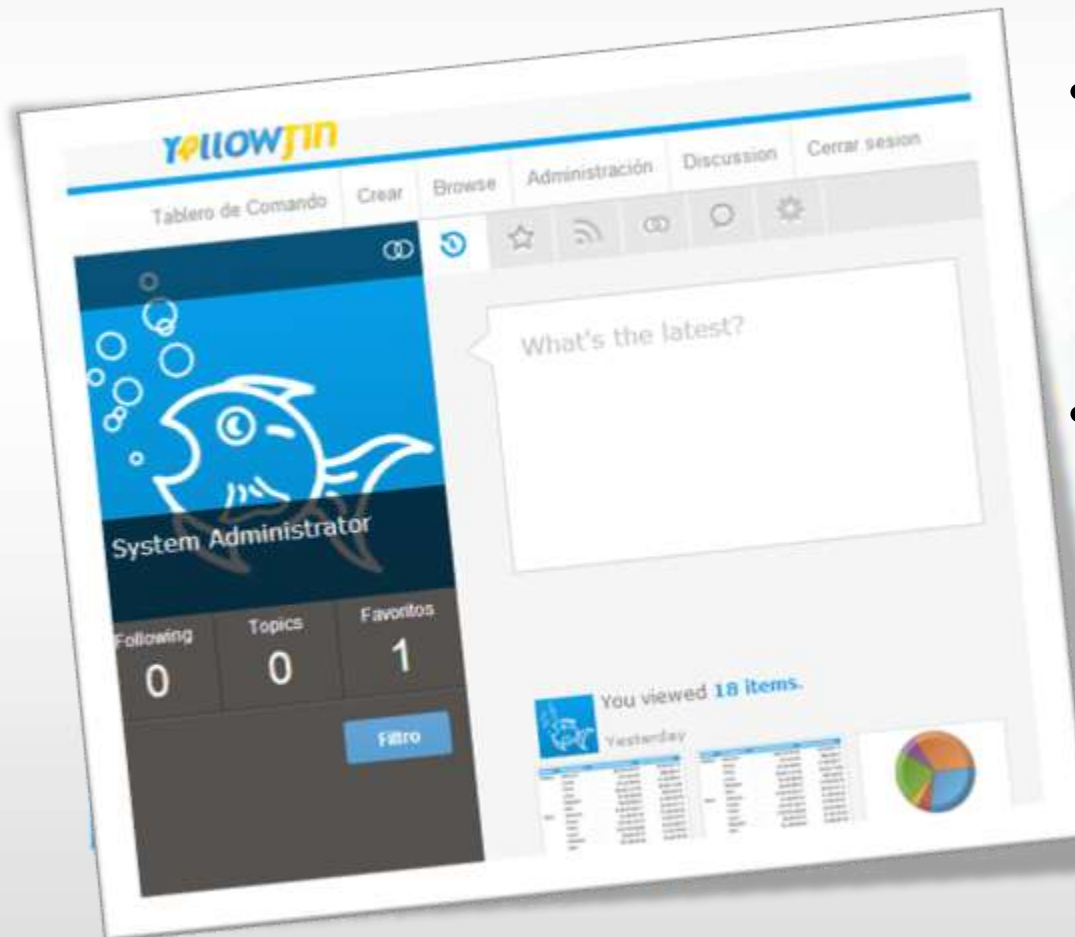 YellowFin
Tablero de Comando Crear Browse Administración Discussion Cerrar sesion
What's the latest?
System Administrator
Following Topics Favoritos
0 0 1
Filtro
You viewed 18 items.
Yesterday